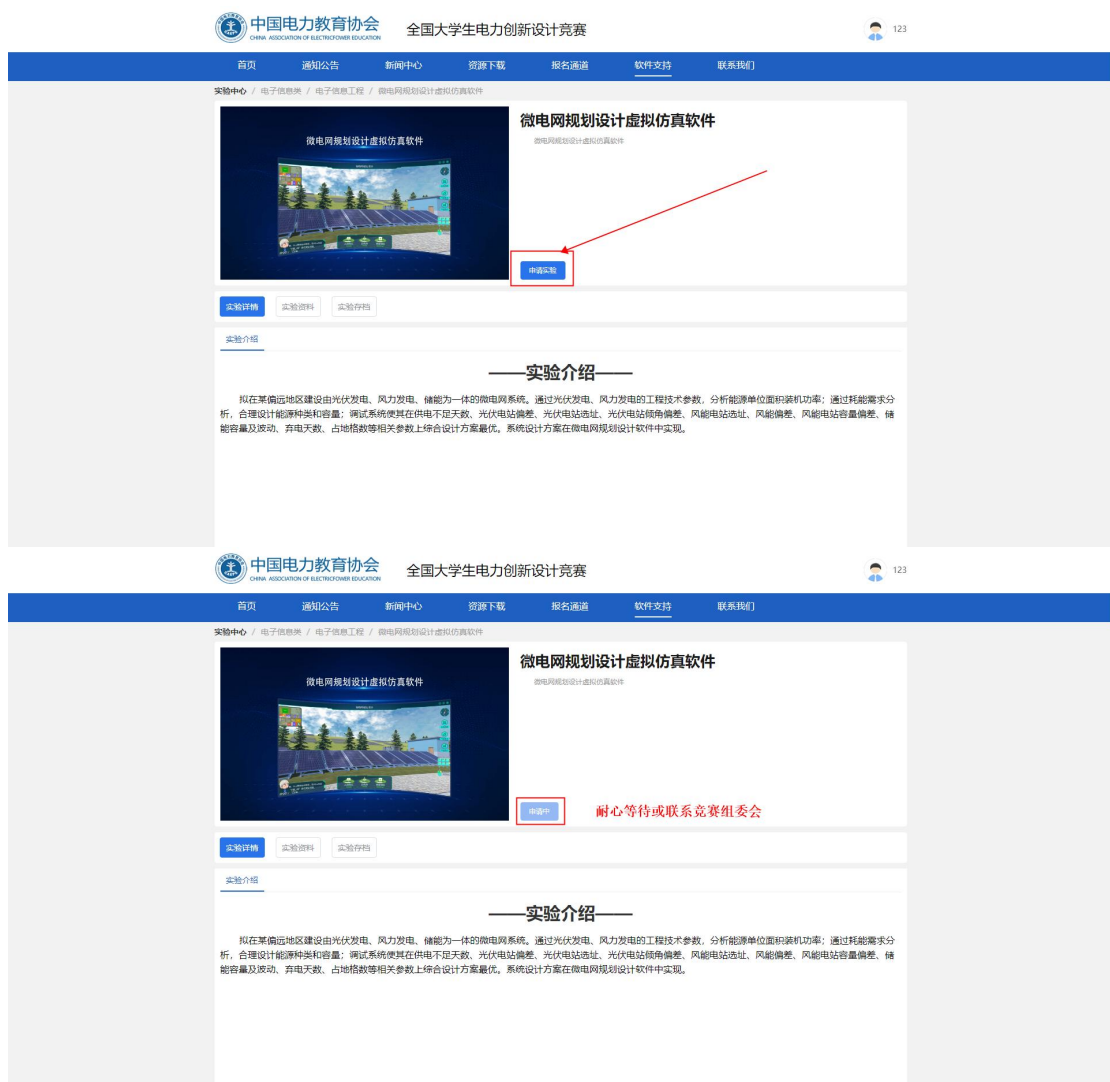 中国电力教育协会
CHINA ASSOCIATION OF ELECTRICPOWER EDUCATION
全国大学生电力创新设计竞赛
123
首页 通知公告 新闻中心 资源下载 报名通道 软件支持 联系我们
实验中心 / 电子信息类 / 电子信息工程 / 微电网规划设计虚拟仿真软件
微电网规划设计虚拟仿真软件
微电网规划设计虚拟仿真软件
微电网规划设计虚拟仿真软件
申请实验
实验详情 实验资料 实验存档
实验介绍
——实验介绍——
拟在某偏远地区建设由光伏发电、风力发电、储能为一体的微电网系统。通过光伏发电、风力发电的工程技术参数，分析能源单位面积装机功率；通过耗能需求分
析，合理设计能源种类和容量；调试系统使其在供电不足天数、光伏电站偏差、光伏电站选址、光伏电站倾角偏差、风能电站选址、风能偏差、风能电站容量偏差、储
能容量及波动、弃电天数、占地格数等相关参数上综合设计方案最优。系统设计方案在微电网规划设计软件中实现。
中国电力教育协会
CHINA ASSOCIATION OF ELECTRICPOWER EDUCATION
全国大学生电力创新设计竞赛
123
首页 通知公告 新闻中心 资源下载 报名通道 软件支持 联系我们
实验中心 / 电子信息类 / 电子信息工程 / 微电网规划设计虚拟仿真软件
微电网规划设计虚拟仿真软件
微电网规划设计虚拟仿真软件
微电网规划设计虚拟仿真软件
申请中
耐心等待或联系竞赛组委会
实验详情 实验资料 实验存档
实验介绍
——实验介绍——
拟在某偏远地区建设由光伏发电、风力发电、储能为一体的微电网系统。通过光伏发电、风力发电的工程技术参数，分析能源单位面积装机功率；通过耗能需求分
析，合理设计能源种类和容量；调试系统使其在供电不足天数、光伏电站偏差、光伏电站选址、光伏电站倾角偏差、风能电站选址、风能偏差、风能电站容量偏差、储
能容量及波动、弃电天数、占地格数等相关参数上综合设计方案最优。系统设计方案在微电网规划设计软件中实现。